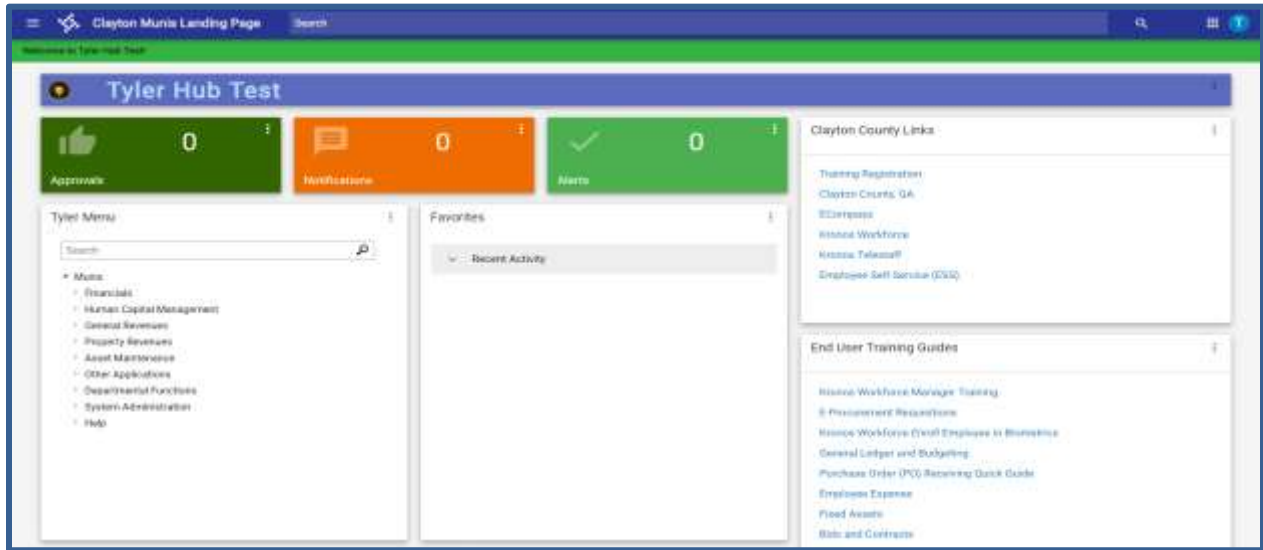 Clayton Munis Landing Page
Search
Welcome to Tyler Hub Test!
Tyler Hub Test
0
Approvals
0
Notifications
0
Alerts
Tyler Menu
Search
Munis
Financials
Human Capital Management
General Revenues
Property Revenues
Asset Maintenance
Other Applications
Departmental Functions
System Administration
Help
Favorites
Recent Activity
Clayton County Links
Training Registration
Clayton County, GA
ECompass
Kronos Workforce
Kronos Telestaff
Employee Self Service (ESS)
End User Training Guides
Kronos Workforce Manager Training
E-Procurement Requisitions
Kronos Workforce Enroll Employee in Biometrics
General Ledger and Budgeting
Purchase Order (PO) Receiving Quick Guide
Employee Expense
Fixed Assets
Bids and Contracts